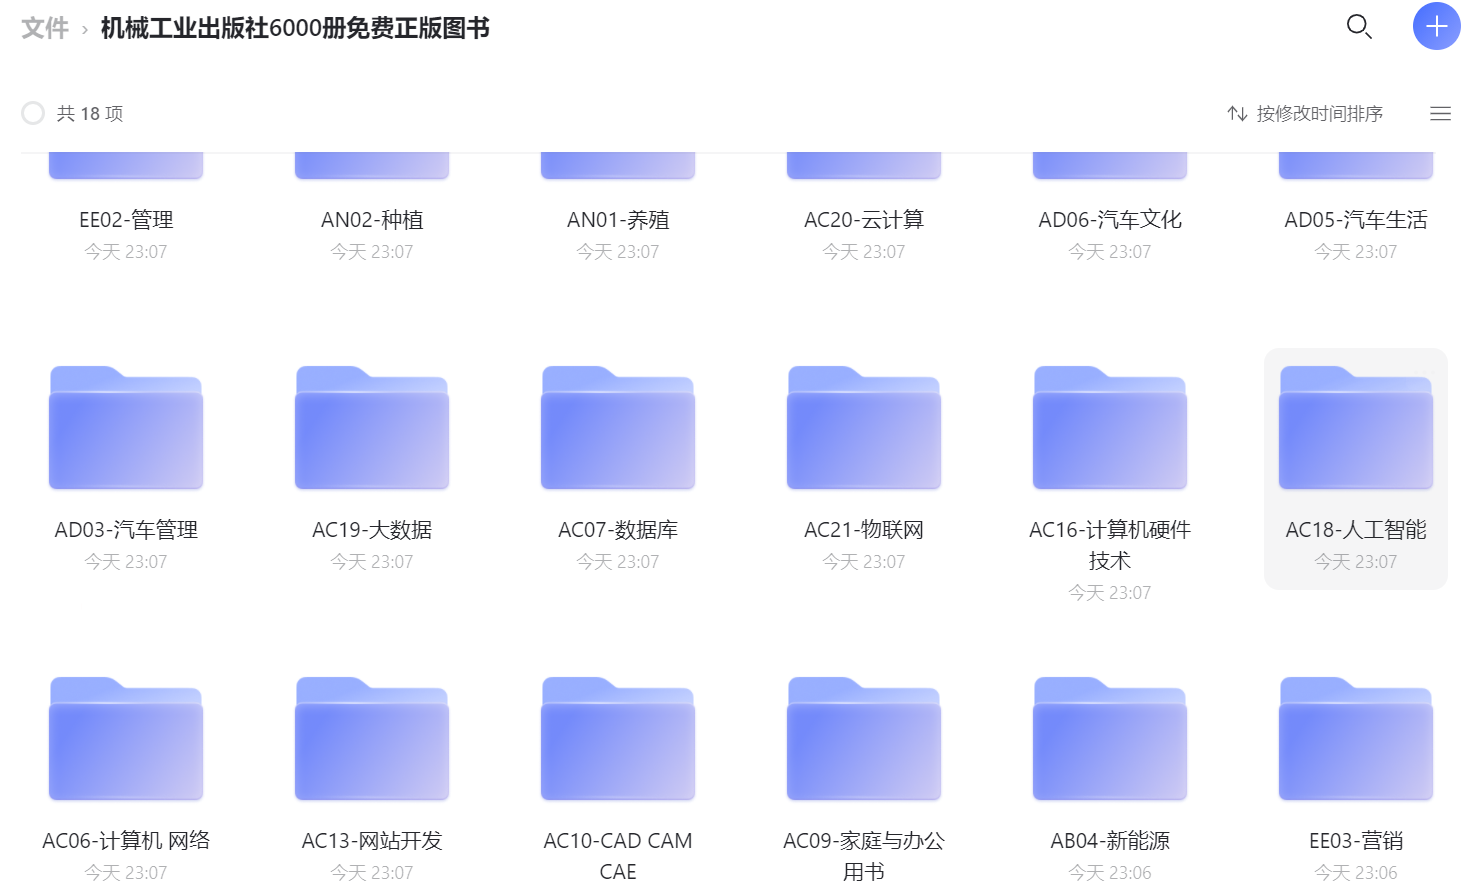 文件 › 机械工业出版社6000册免费正版图书
共 18 项
按修改时间排序
EE02-管理
今天 23:07
AN02-种植
今天 23:07
AN01-养殖
今天 23:07
AC20-云计算
今天 23:07
AD06-汽车文化
今天 23:07
AD05-汽车生活
今天 23:07
AD03-汽车管理
今天 23:07
AC19-大数据
今天 23:07
AC07-数据库
今天 23:07
AC21-物联网
今天 23:07
AC16-计算机硬件
技术
今天 23:07
AC18-人工智能
今天 23:07
AC06-计算机 网络
今天 23:07
AC13-网站开发
今天 23:07
AC10-CAD CAM
CAE
AC09-家庭与办公
用书
AB04-新能源
今天 23:06
EE03-营销
今天 23:06